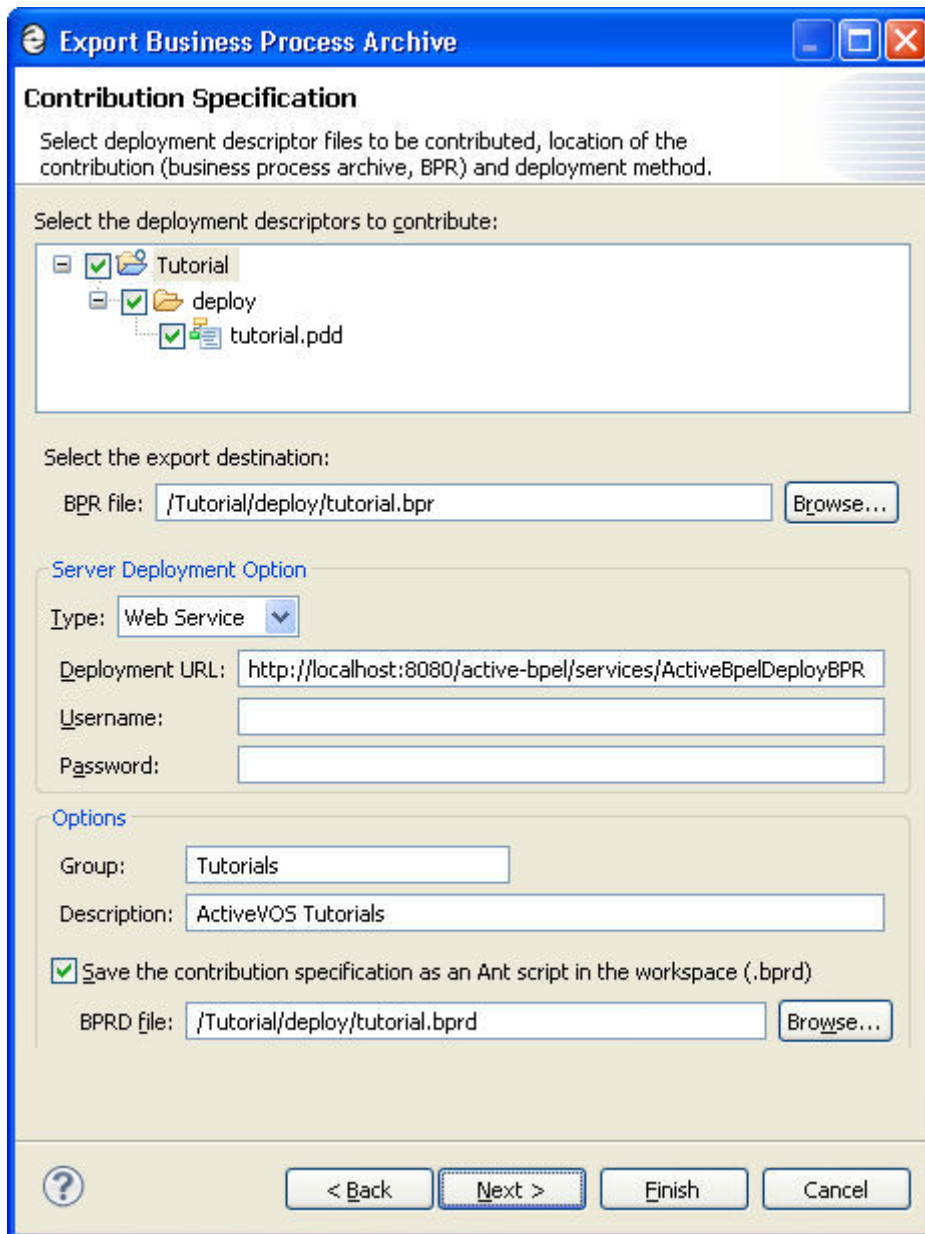 Export Business Process Archive
Contribution Specification
Select deployment descriptor files to be contributed, location of the
contribution (business process archive, BPR) and deployment method.
Select the deployment descriptors to contribute:
Tutorial
deploy
tutorial.pdd
Select the export destination:
BPR file: /Tutorial/deploy/tutorial.bpr Browse...
Server Deployment Option
Type: Web Service
Deployment URL: http://localhost:8080/active-bpel/services/ActiveBpelDeployBPR
Username:
Password:
Options
Group: Tutorials
Description: ActiveVOS Tutorials
Save the contribution specification as an Ant script in the workspace (.bprd)
BPRD file: /Tutorial/deploy/tutorial.bprd Browse...
? < Back Next > Finish Cancel